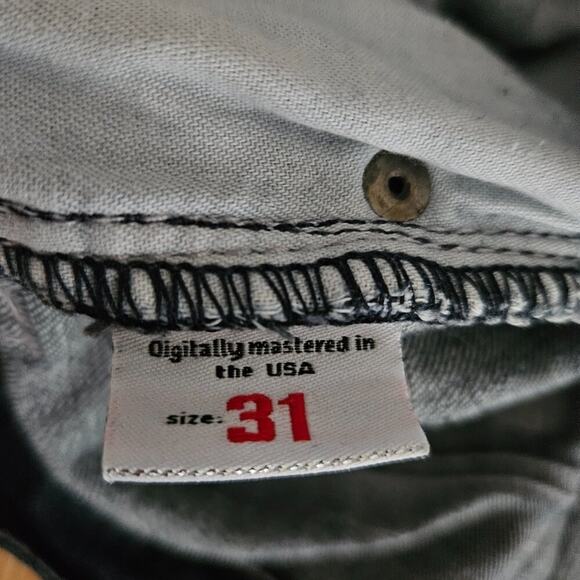 Digitally mastered in
the USA
size: 31